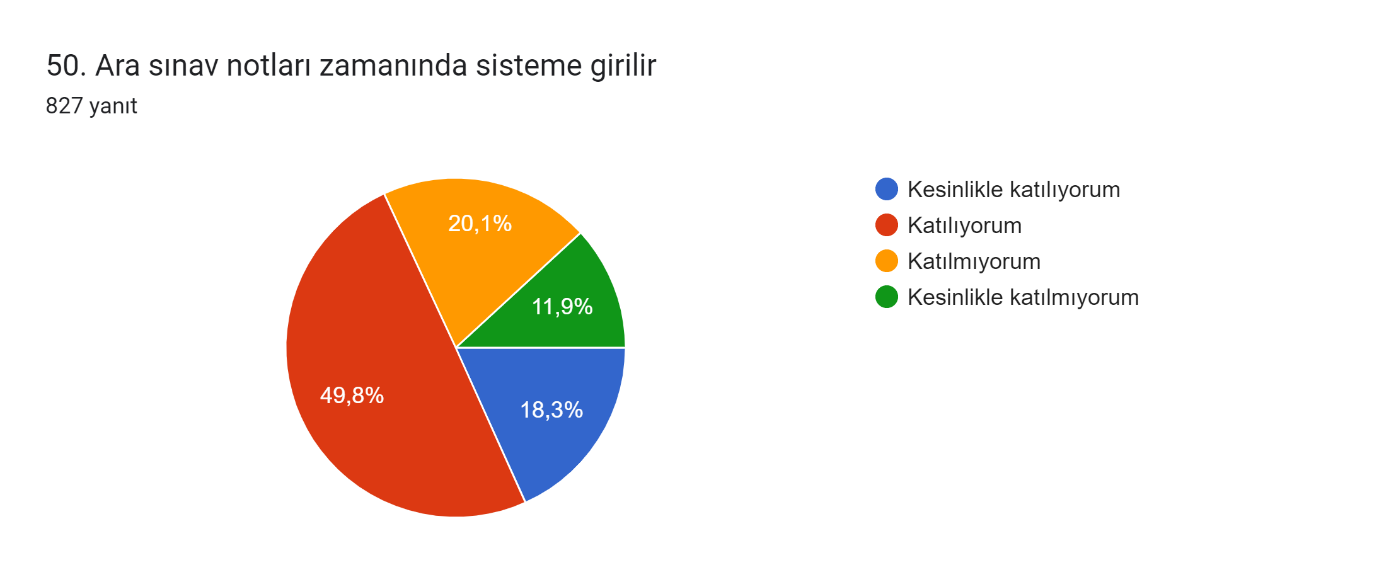 50. Ara sınav notları zamanında sisteme girilir
827 yanıt
Kesinlikle katılıyorum
Katılıyorum
Katılmıyorum
Kesinlikle katılmıyorum
20,1%
11,9%
49,8%
18,3%